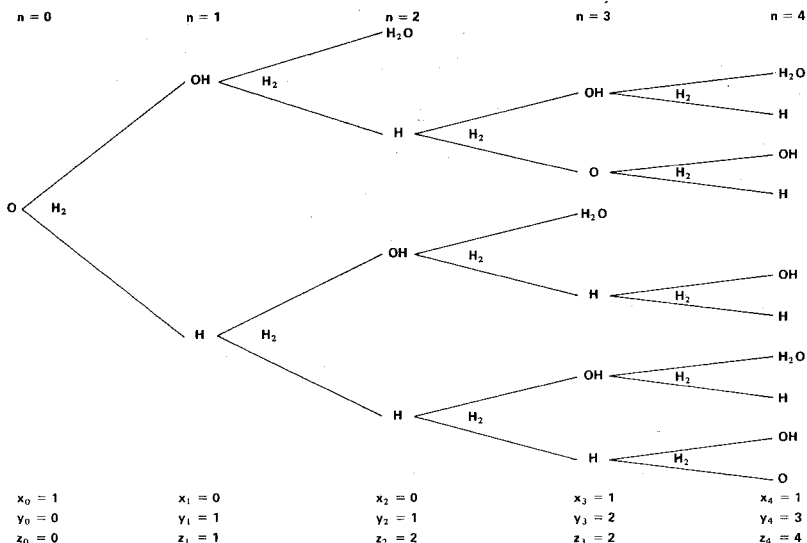 n = 0 n = 1 n = 2 n = 3 n = 4
H₂O
H₂O
OH H₂
OH H₂
H
H H₂
OH
O H₂
H
O H₂
H₂O
OH H₂
OH
H H₂
H
H H₂
H₂O
OH H₂
H
H H₂
OH
H H₂
O
x₀ = 1 x₁ = 0 x₂ = 0 x₃ = 1 x₄ = 1
y₀ = 0 y₁ = 1 y₂ = 1 y₃ = 2 y₄ = 3
z₀ = 0 z₁ = 1 z₂ = 2 z₃ = 2 z₄ = 4